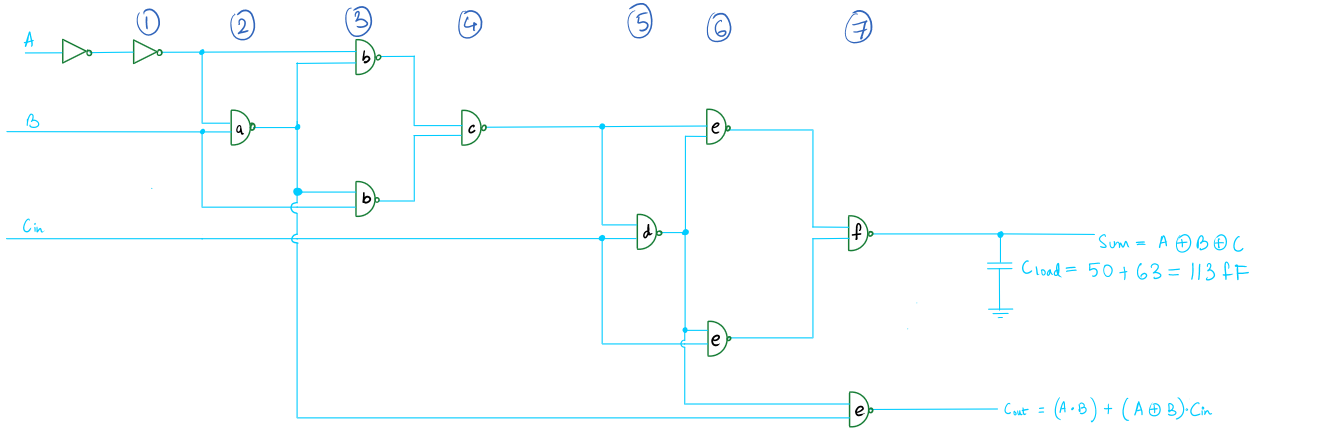 ① ② ③ ④ ⑤ ⑥ ⑦
A
b
B
a
c
e
b
Cin
d
f
Sum = A ⊕ B ⊕ C
Cload = 50 + 63 = 113 fF
e
e
Cout = (A·B) + (A ⊕ B)·Cin